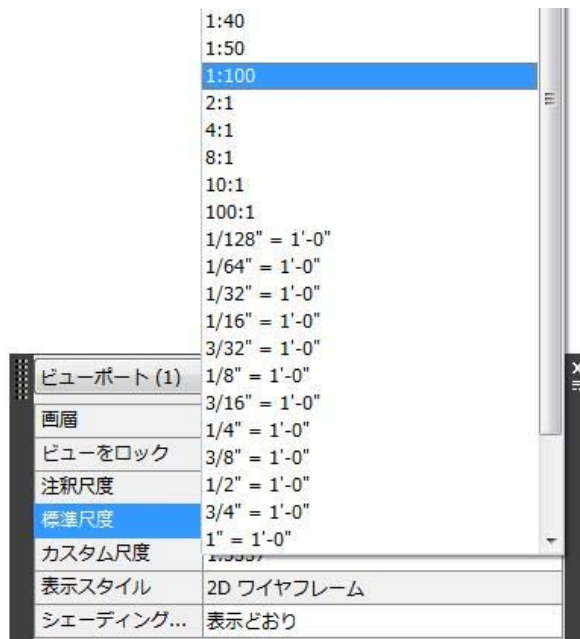 1:40
1:50
1:100
2:1
4:1
8:1
10:1
100:1
1/128" = 1'-0"
1/64" = 1'-0"
1/32" = 1'-0"
1/16" = 1'-0"
3/32" = 1'-0"
1/8" = 1'-0"
3/16" = 1'-0"
1/4" = 1'-0"
3/8" = 1'-0"
1/2" = 1'-0"
3/4" = 1'-0"
1" = 1'-0"
ビューポート (1)
画層
ビューをロック
注釈尺度
標準尺度
カスタム尺度
表示スタイル 2D ワイヤフレーム
シェーディング... 表示どおり